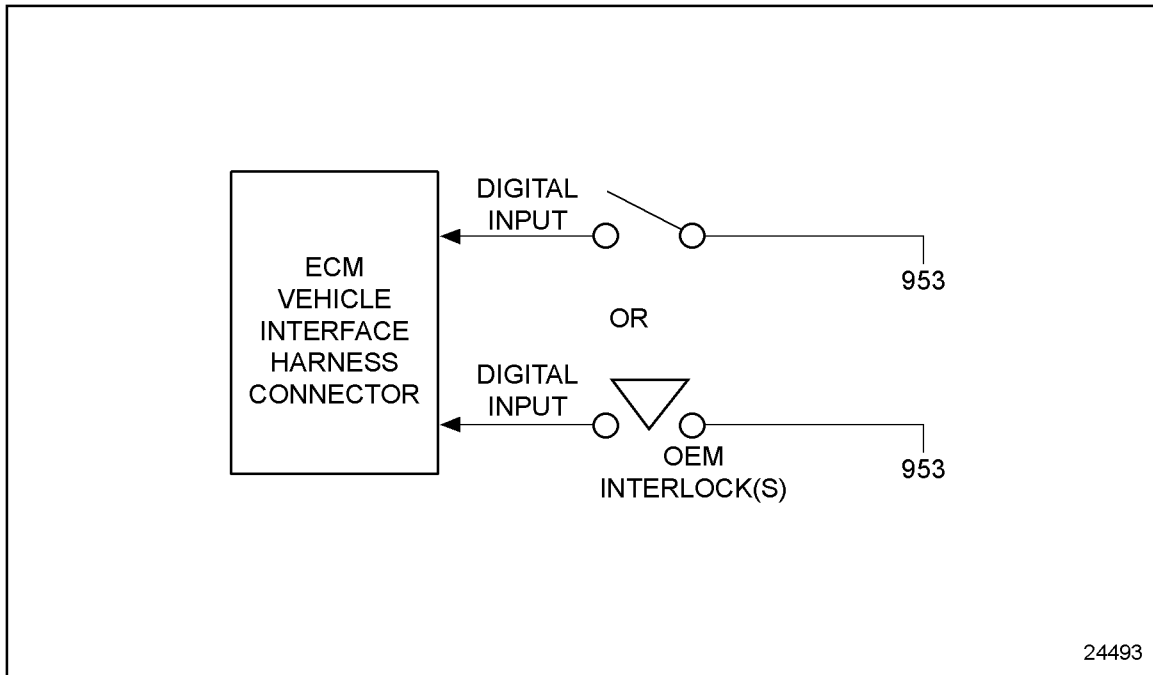 DIGITAL
INPUT
953
ECM
VEHICLE
INTERFACE
HARNESS
CONNECTOR
OR
DIGITAL
INPUT
OEM
INTERLOCK(S)
953
24493